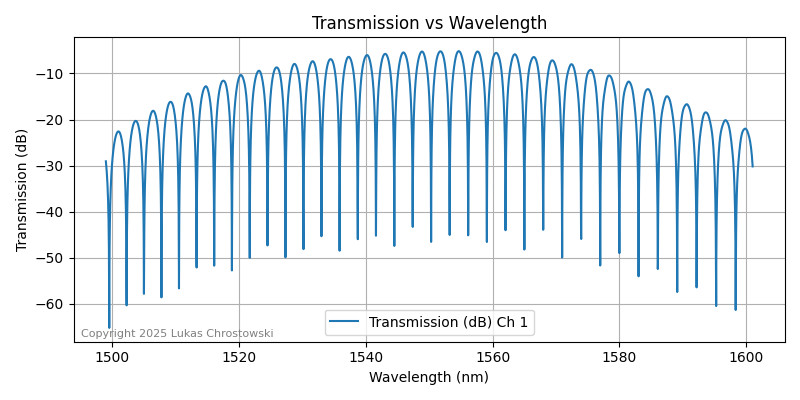 Transmission vs Wavelength
Transmission (dB)
−10
−20
−30
−40
−50
−60
Transmission (dB) Ch 1
Copyright 2025 Lukas Chrostowski
1500
1520
1540
1560
1580
1600
Wavelength (nm)